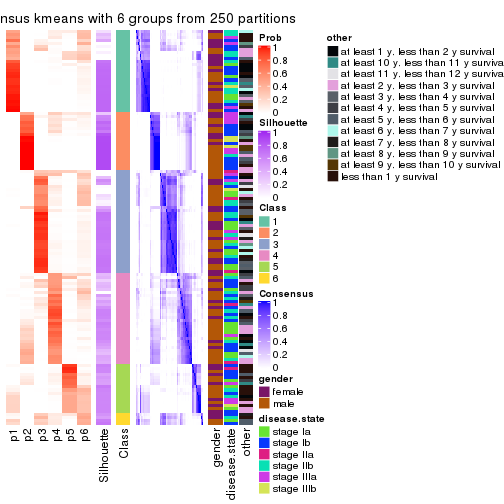 nsus kmeans with 6 groups from 250 partitions
Prob
1
0.8
0.6
0.4
0.2
0
Silhouette
1
0.8
0.6
0.4
0.2
0
Class
1
2
3
4
5
6
Consensus
1
0.8
0.6
0.4
0.2
0
gender
female
male
disease.state
stage Ia
stage Ib
stage IIa
stage IIb
stage IIIa
stage IIIb
other
at least 1 y. less than 2 y survival
at least 10 y. less than 11 y survival
at least 11 y. less than 12 y surviva
at least 2 y. less than 3 y survival
at least 3 y. less than 4 y survival
at least 4 y. less than 5 y survival
at least 5 y. less than 6 y survival
at least 6 y. less than 7 y survival
at least 7 y. less than 8 y survival
at least 8 y. less than 9 y survival
at least 9 y. less than 10 y survival
less than 1 y survival
p1
p2
p3
p4
p5
p6
Silhouette
Class
gender
disease.state
other